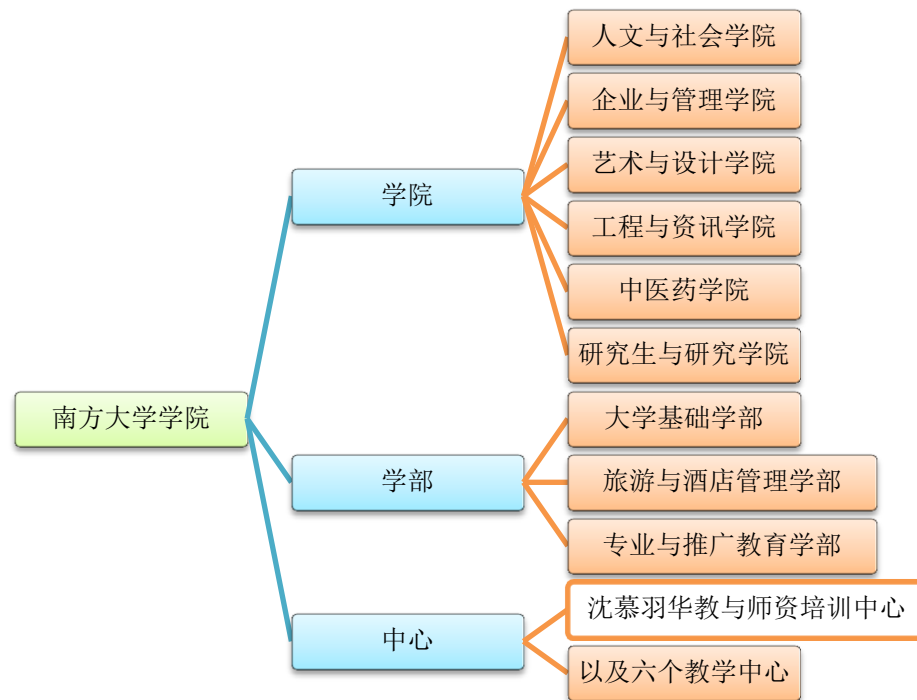 南方大学学院
学院
人文与社会学院
企业与管理学院
艺术与设计学院
工程与资讯学院
中医药学院
研究生与研究学院
学部
大学基础学部
旅游与酒店管理学部
专业与推广教育学部
中心
沈慕羽华教与师资培训中心
以及六个教学中心